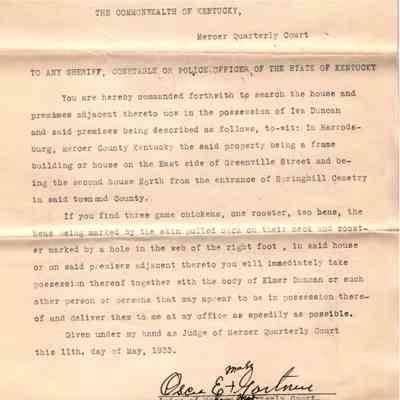 THE COMMONWEALTH OF KENTUCKY,
Mercer Quarterly Court
TO ANY SHERIFF, CONSTABLE OR POLICE OFFICER OF THE STATE OF KENTUCKY
You are hereby commanded forthwith to search the house and
premises adjacent thereto now in the possession of Iva Duncan
and said premises being described as follows, to-wit: In Harrods-
burg, Mercer County Kentucky the said property being a frame
building or house on the East side of Greenville Street and be-
ing the second house North from the entrance of Springhill Cemetry
in said town and County.
If you find three game chickens, one rooster, two hens, the
hens being marked by the skin pulled back on their neck and roost-
er marked by a hole in the web of the right foot , in said house
or on said premises adjacent thereto you will immediately take
possession thereof together with the body of Elmer Duncan or such
other person or persons that may appear to be in possession there-
of and deliver them to me at my office as speedily as possible.
Given under my hand as Judge of Mercer Quarterly Court
this 11th. day of May, 1933.
Judge of Mercer Quarterly Court.